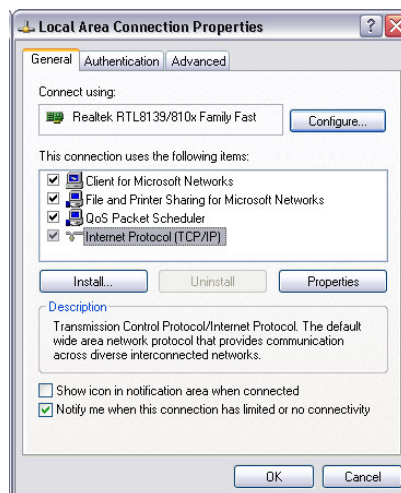 Local Area Connection Properties
General Authentication Advanced
Connect using:
Realtek RTL8139/810x Family Fast Configure...
This connection uses the following items:
Client for Microsoft Networks
File and Printer Sharing for Microsoft Networks
QoS Packet Scheduler
Internet Protocol (TCP/IP)
Install... Uninstall Properties
Description
Transmission Control Protocol/Internet Protocol. The default
wide area network protocol that provides communication
across diverse interconnected networks.
Show icon in notification area when connected
Notify me when this connection has limited or no connectivity
OK Cancel